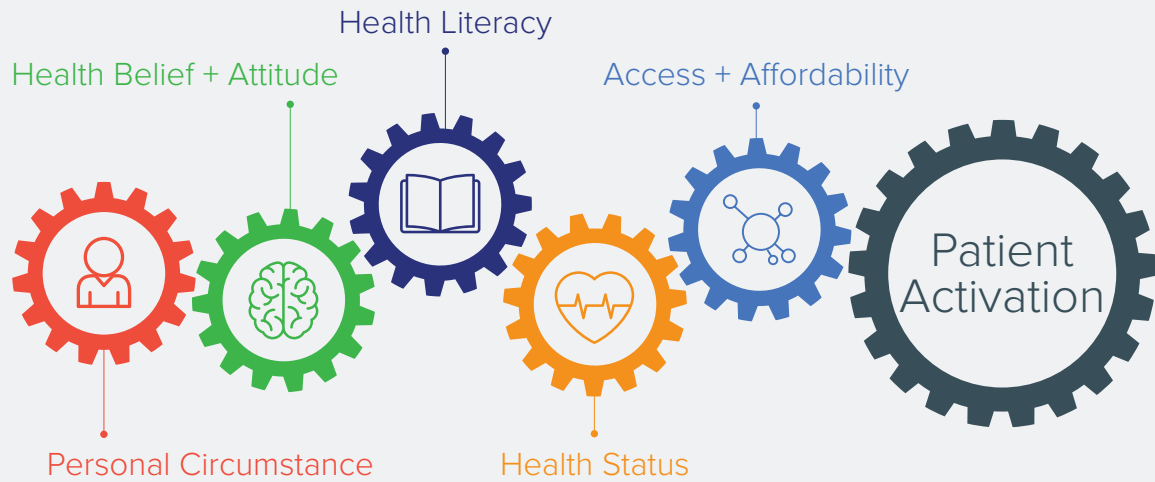 Health Literacy
Health Belief + Attitude
Access + Affordability
Patient
Activation
Personal Circumstance
Health Status